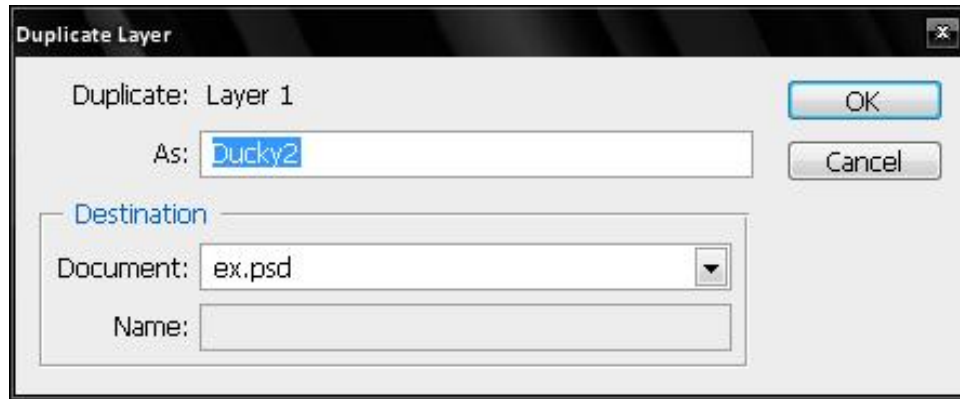 Duplicate Layer
Duplicate: Layer 1
OK
As: Ducky2
Cancel
Destination
Document: ex.psd
Name: